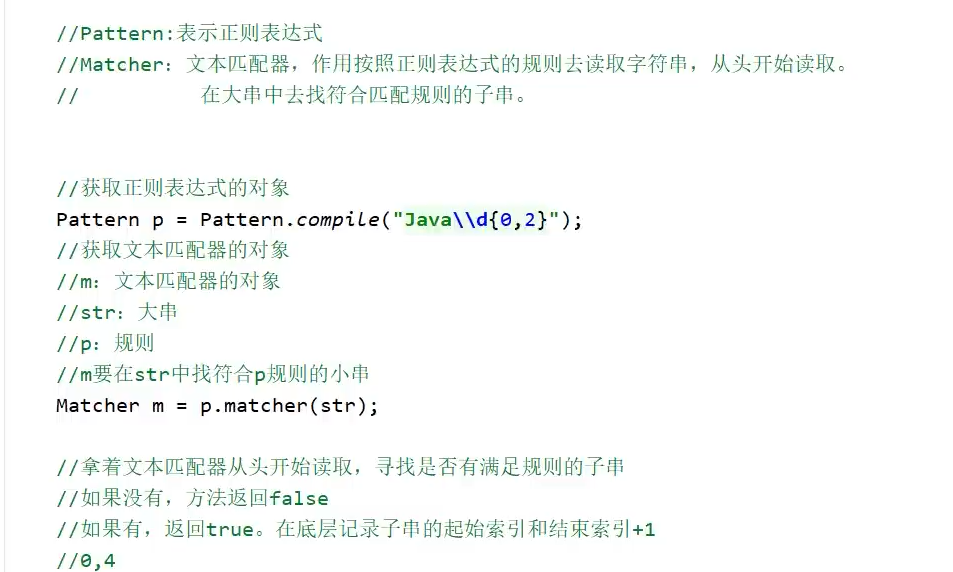 //Pattern:表示正则表达式
//Matcher: 文本匹配器，作用按照正则表达式的规则去读取字符串，从头开始读取。
// 在大串中去找符合匹配规则的子串。
//获取正则表达式的对象
Pattern p = Pattern.compile("Java\\d{0,2}");
//获取文本匹配器的对象
//m: 文本匹配器的对象
//str: 大串
//p: 规则
//m要在str中找符合p规则的小串
Matcher m = p.matcher(str);
//拿着文本匹配器从头开始读取，寻找是否有满足规则的子串
//如果没有，方法返回false
//如果有，返回true。在底层记录子串的起始索引和结束索引+1
//0,4